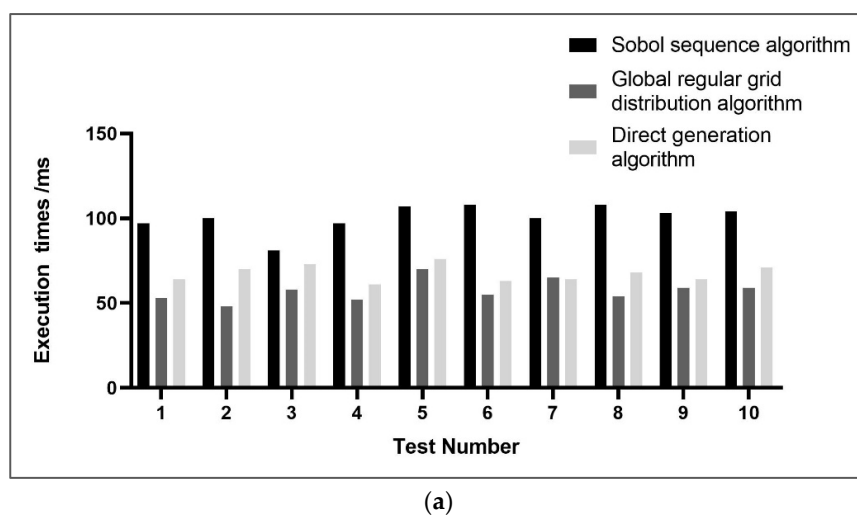 Sobol sequence algorithm
Global regular grid
distribution algorithm
Direct generation
algorithm
150
100
50
0
Execution times /ms
1 2 3 4 5 6 7 8 9 10
Test Number
(a)